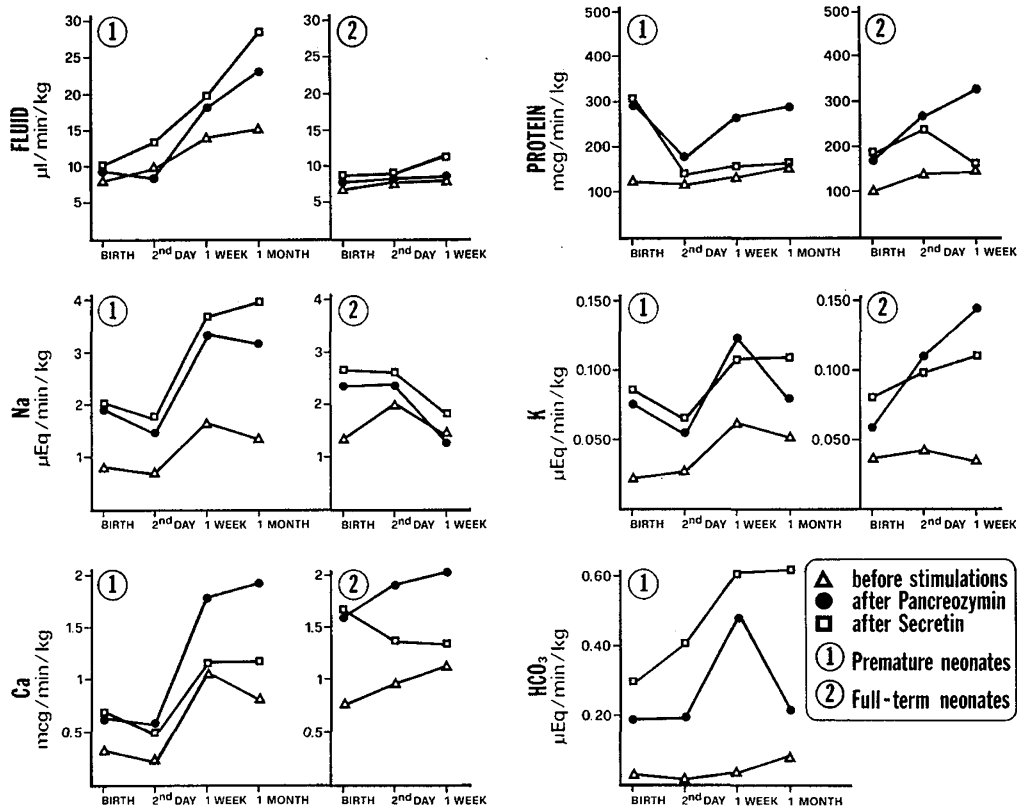 FLUID
µl/min/kg
30
25
20
15
10
5
1
BIRTH 2nd DAY 1 WEEK 1 MONTH
30
25
20
15
10
5
2
BIRTH 2nd DAY 1 WEEK
PROTEIN
mcg/min/kg
500
400
300
200
100
1
BIRTH 2nd DAY 1 WEEK 1 MONTH
500
400
300
200
100
2
BIRTH 2nd DAY 1 WEEK
Na
µEq/min/kg
4
3
2
1
1
BIRTH 2nd DAY 1 WEEK 1 MONTH
4
3
2
1
2
BIRTH 2nd DAY 1 WEEK
K
µEq/min/kg
0.150
0.100
0.050
1
BIRTH 2nd DAY 1 WEEK 1 MONTH
0.150
0.100
0.050
2
BIRTH 2nd DAY 1 WEEK
Ca
mcg/min/kg
2
1.5
1
0.5
1
BIRTH 2nd DAY 1 WEEK 1 MONTH
2
1.5
1
0.5
2
BIRTH 2nd DAY 1 WEEK
HCO3
µEq/min/kg
0.60
0.40
0.20
1
BIRTH 2nd DAY 1 WEEK 1 MONTH
before stimulations
after Pancreozymin
after Secretin
1 Premature neonates
2 Full-term neonates